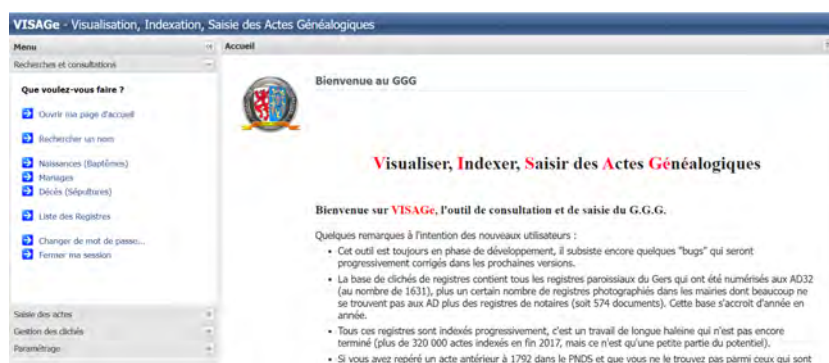 VISAGe - Visualisation, Indexation, Saisie des Actes Généalogiques
Menu
Recherches et consultations
Que voulez-vous faire ?
Ouvrir ma page d'accueil
Rechercher un nom
Naissances (Baptêmes)
Mariages
Décès (Sépultures)
Liste des Registres
Changer de mot de passe...
Fermer ma session
Saisie des actes
Gestion des clichés
Paramétrage
Accueil
Bienvenue au GGG
Visualiser, Indexer, Saisir des Actes Généalogiques
Bienvenue sur VISAGe, l'outil de consultation et de saisie du G.G.G.
Quelques remarques à l'intention des nouveaux utilisateurs :
• Cet outil est toujours en phase de développement, il subsiste encore quelques "bugs" qui seront
progressivement corrigés dans les prochaines versions.
• La base de clichés de registres contient tous les registres paroissiaux du Gers qui ont été numérisés aux AD32
(au nombre de 1631), plus un certain nombre de registres photographiés dans les mairies dont beaucoup ne
se trouvent pas aux AD plus des registres de notaires (soit 574 documents). Cette base s'accroit d'année en
année.
• Tous ces registres sont indexés progressivement, c'est un travail de longue haleine qui n'est pas encore
terminé (plus de 320 000 actes indexés en fin 2017, mais ce n'est qu'une petite partie du potentiel).
• Si vous avez repéré un acte antérieur à 1792 dans le PNDS et que vous ne le trouvez pas parmi ceux qui sont